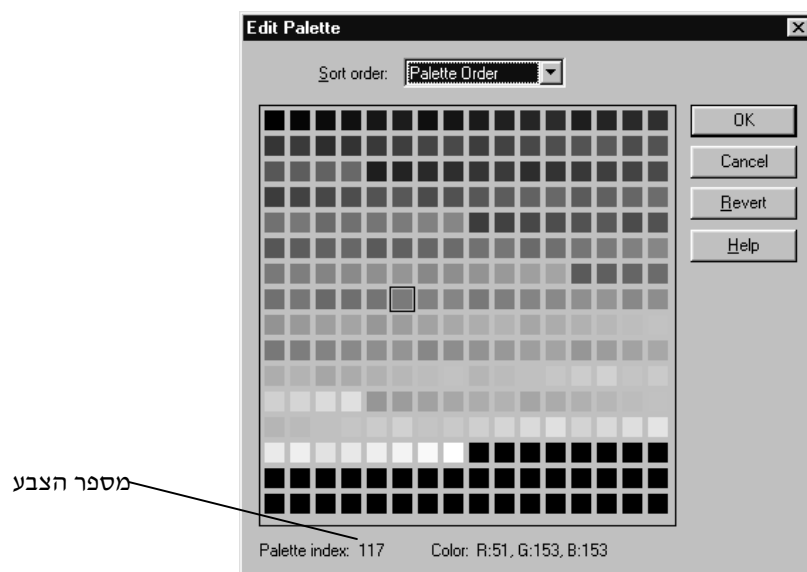 Edit Palette
Sort order: Palette Order
OK
Cancel
Revert
Help
מספר הצבע
Palette index: 117 Color: R:51, G:153, B:153